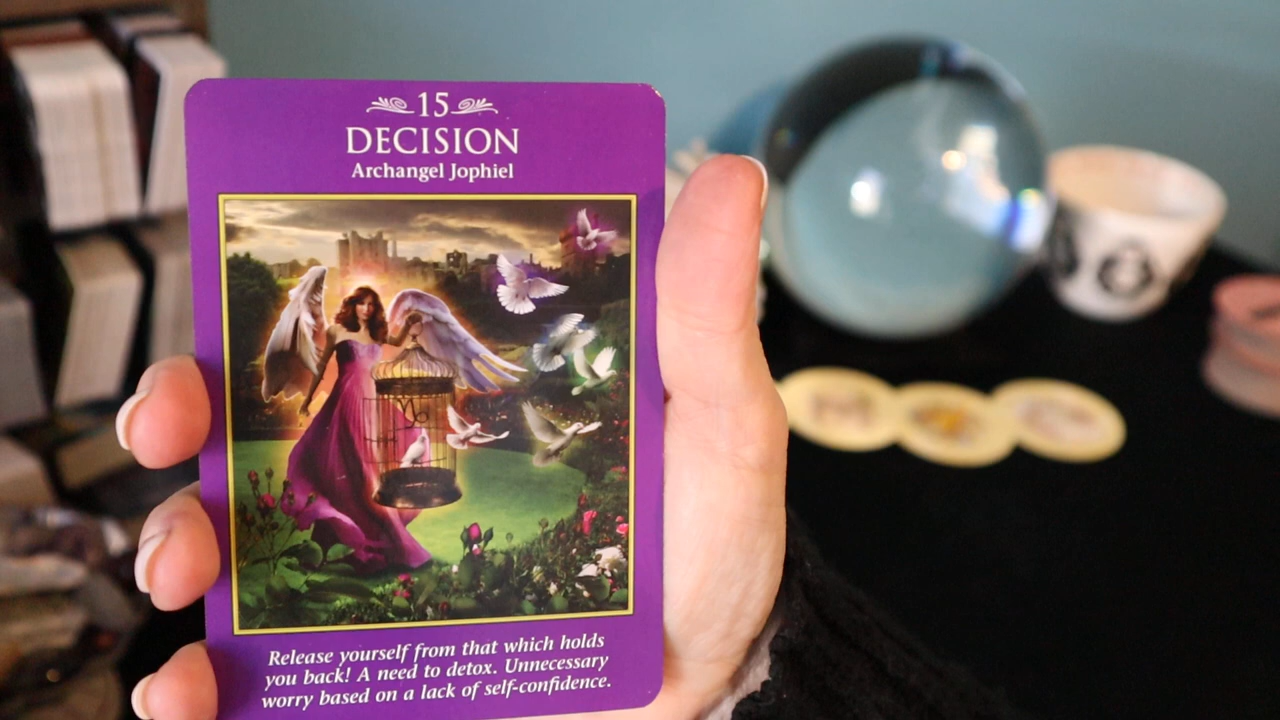 15
DECISION
Archangel Jophiel
Release yourself from that which holds
you back! A need to detox. Unnecessary
worry based on a lack of self-confidence.